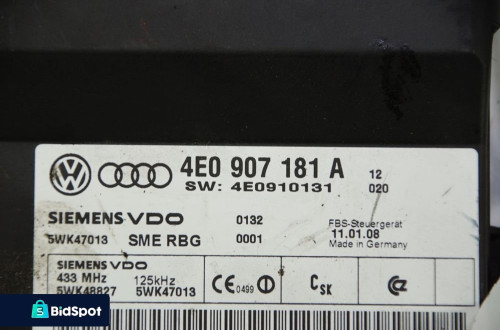 4E0 907 181 A 12
SW: 4E0910131 020
SIEMENS VDO 0132 FBS-Steuergerät
5WK47013 SME RBG 0001 11.01.08
Made in Germany
SIEMENS VDO
433 MHz 125kHz CE 0499 CSK CZ
5WK48827 5WK47013
BidSpot